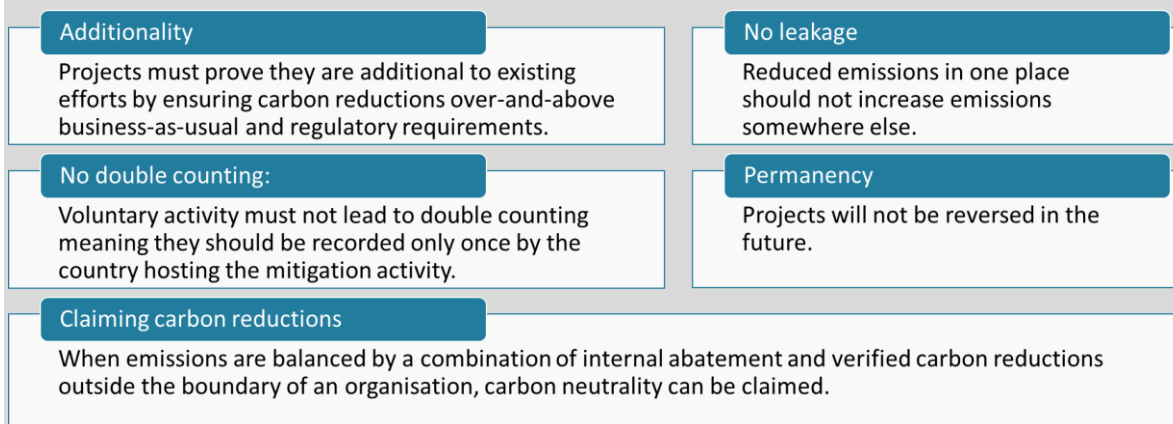 Additionality
Projects must prove they are additional to existing
efforts by ensuring carbon reductions over-and-above
business-as-usual and regulatory requirements.
No leakage
Reduced emissions in one place
should not increase emissions
somewhere else.
No double counting:
Voluntary activity must not lead to double counting
meaning they should be recorded only once by the
country hosting the mitigation activity.
Permanency
Projects will not be reversed in the
future.
Claiming carbon reductions
When emissions are balanced by a combination of internal abatement and verified carbon reductions
outside the boundary of an organisation, carbon neutrality can be claimed.